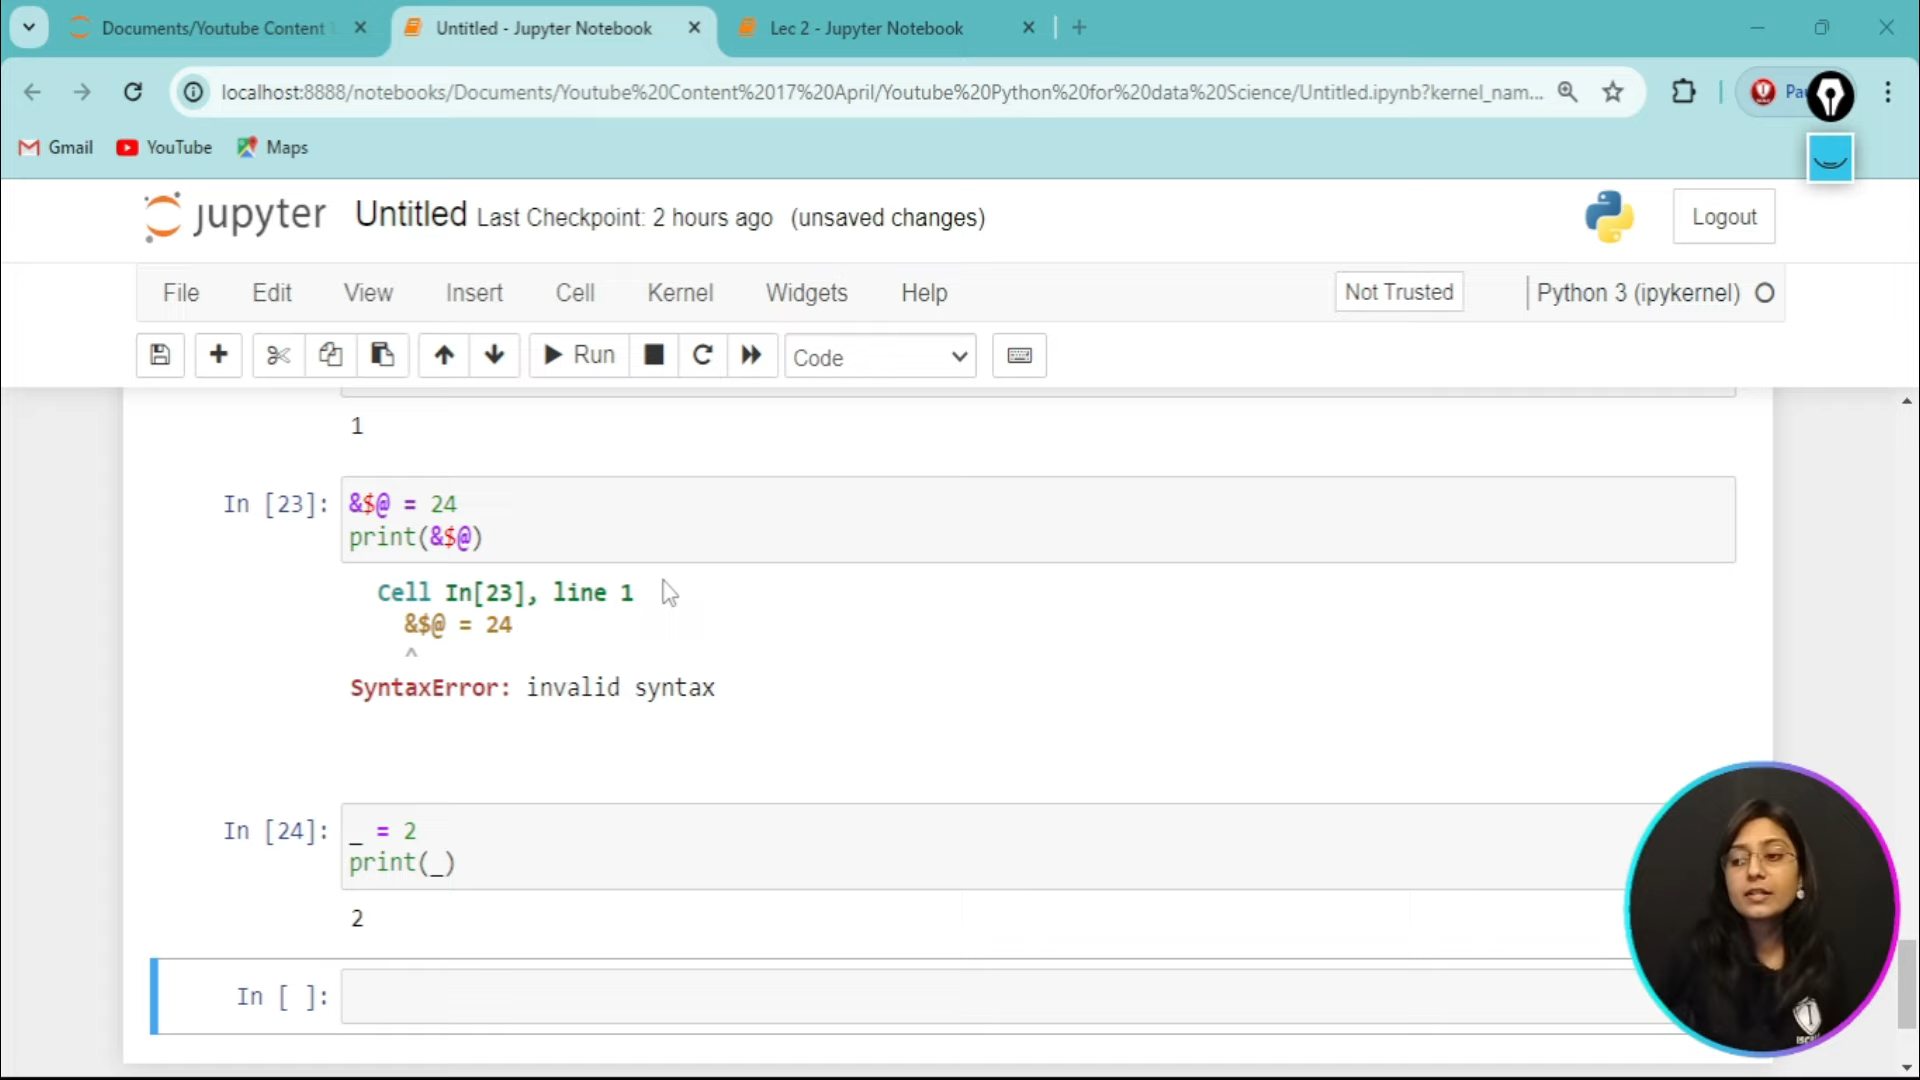 Documents/Youtube Content
Untitled - Jupyter Notebook
Lec 2 - Jupyter Notebook
localhost:8888/notebooks/Documents/Youtube%20Content%2017%20April/Youtube%20Python%20for%20data%20Science/Untitled.ipynb?kernel_nam...
Gmail
YouTube
Maps
jupyter
Untitled Last Checkpoint: 2 hours ago (unsaved changes)
Logout
File Edit View Insert Cell Kernel Widgets Help
Not Trusted
Python 3 (ipykernel)
Run
Code
1
In [23]: &$@ = 24
print(&$@)
Cell In[23], line 1
&$@ = 24
^
SyntaxError: invalid syntax
In [24]: _ = 2
print(_)
2
In [ ]: